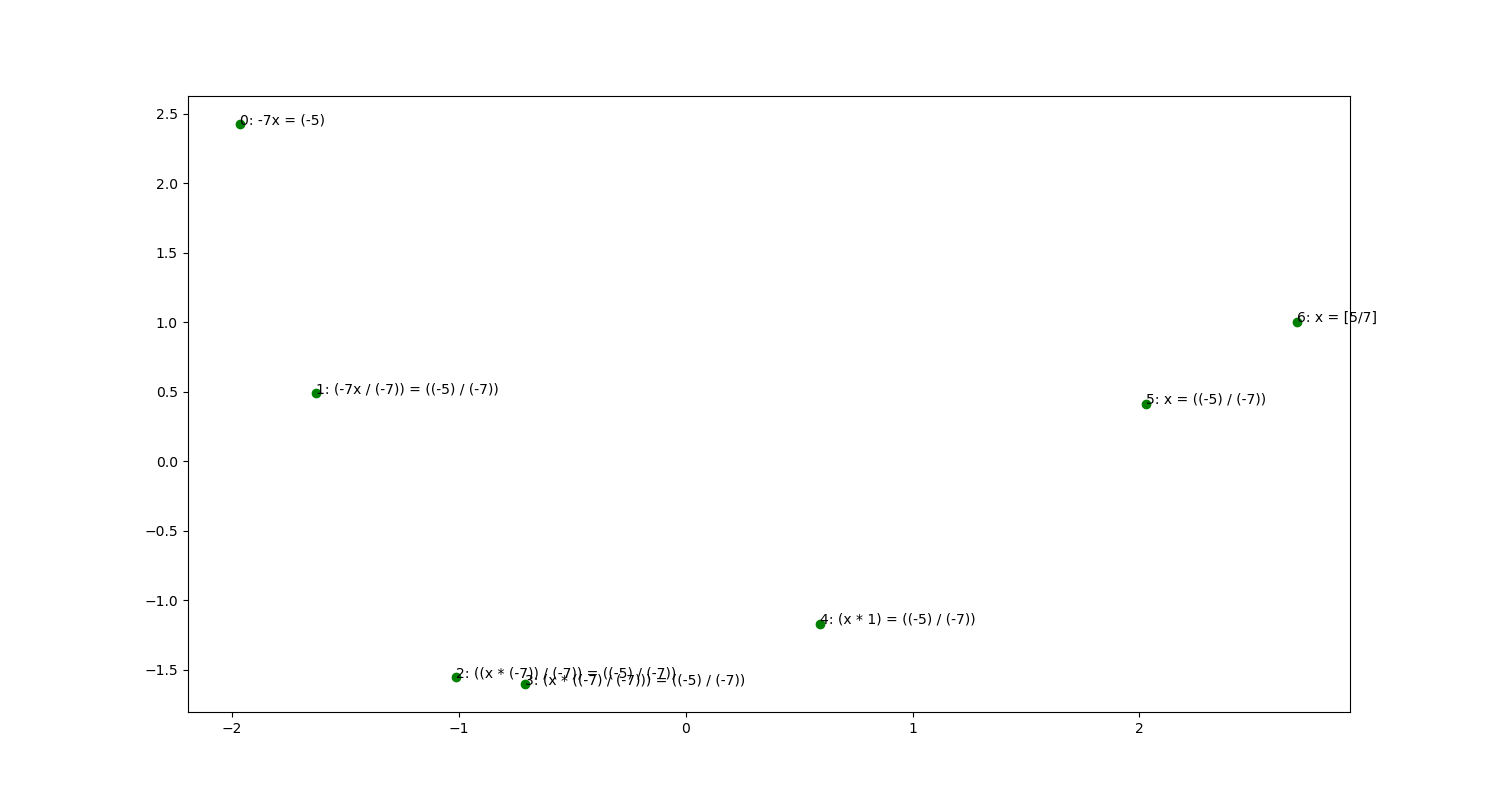 2.5
0: -7x = (-5)
2.0
1.5
1.0
6: x = [5/7]
0.5
1: (-7x / (-7)) = ((-5) / (-7))
5: x = ((-5) / (-7))
0.0
−0.5
−1.0
4: (x * 1) = ((-5) / (-7))
−1.5
2: ((x * (-7)) / (-7)) = ((-5) / (-7))
3: (x * ((-7) / (-7))) = ((-5) / (-7))
−2 −1 0 1 2